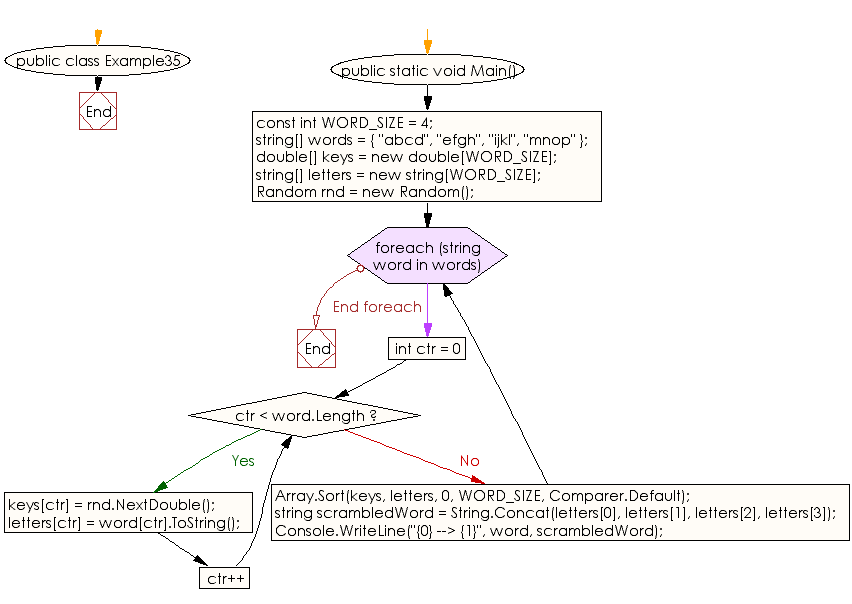 public class Example35
End
public static void Main()
const int WORD_SIZE = 4;
string[] words = { "abcd", "efgh", "ijkl", "mnop" };
double[] keys = new double[WORD_SIZE];
string[] letters = new string[WORD_SIZE];
Random rnd = new Random();
foreach (string
word in words)
End foreach
End
int ctr = 0
ctr < word.Length ?
Yes
No
keys[ctr] = rnd.NextDouble();
letters[ctr] = word[ctr].ToString();
ctr++
Array.Sort(keys, letters, 0, WORD_SIZE, Comparer.Default);
string scrambledWord = String.Concat(letters[0], letters[1], letters[2], letters[3]);
Console.WriteLine("{0} --> {1}", word, scrambledWord);